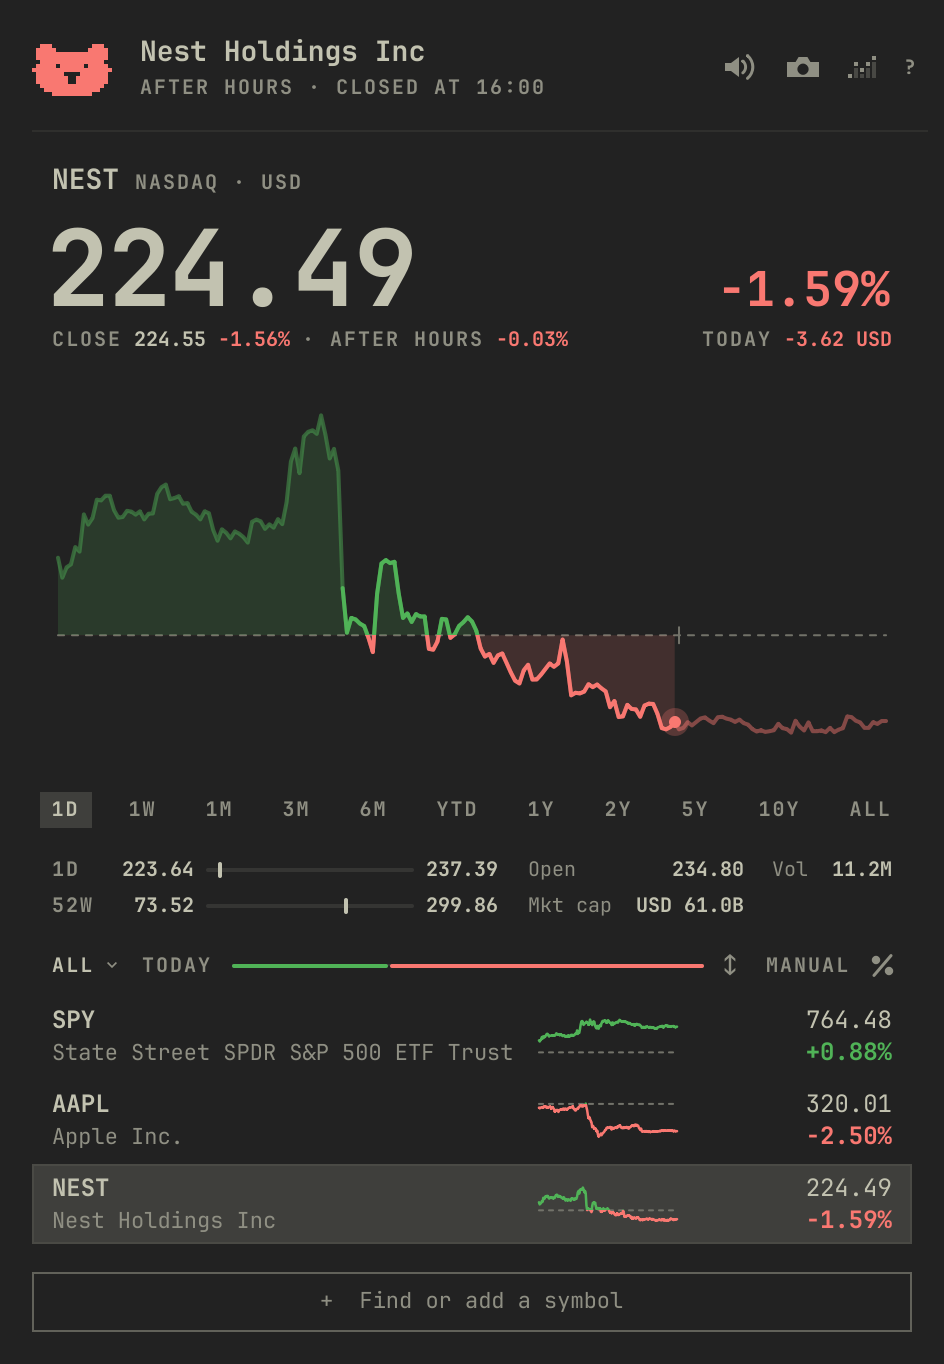 Nest Holdings Inc
AFTER HOURS · CLOSED AT 16:00
?
NEST NASDAQ · USD
224.49
-1.59%
CLOSE 224.55 -1.56% · AFTER HOURS -0.03%
TODAY -3.62 USD
1D 1W 1M 3M 6M YTD 1Y 2Y 5Y 10Y ALL
1D 223.64 237.39 Open 234.80 Vol 11.2M
52W 73.52 299.86 Mkt cap USD 61.0B
ALL TODAY MANUAL %
SPY 764.48
State Street SPDR S&P 500 ETF Trust +0.88%
AAPL 320.01
Apple Inc. -2.50%
NEST 224.49
Nest Holdings Inc -1.59%
+ Find or add a symbol